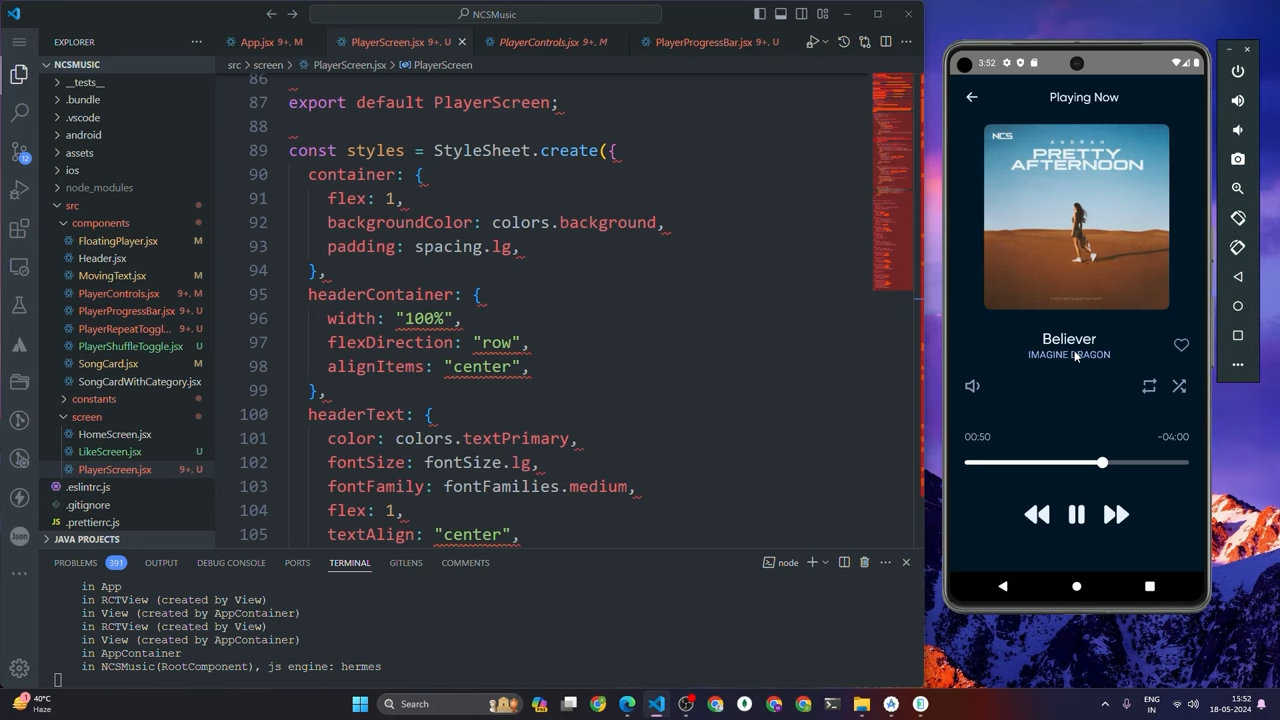 NCSMusic
EXPLORER
App.jsx 9+, M
PlayerScreen.jsx 9+, U
PlayerControls.jsx 9+, M
PlayerProgressBar.jsx 9+, U
NCSMUSIC
src > screen > PlayerScreen.jsx > PlayerScreen
__tests__
.bundle
.vscode
android
assets
ios
node_modules
src
components
FloatingPlayer.jsx M
Header.jsx
MovingText.jsx M
PlayerControls.jsx M
PlayerProgressBar.jsx 9+, U
PlayerRepeatToggl... 9+, U
PlayerShuffleToggle.jsx U
SongCard.jsx M
SongCardWithCategory.jsx
constants
screen
HomeScreen.jsx
LikeScreen.jsx U
PlayerScreen.jsx 9+, U
.eslintrc.js
.gitignore
.prettierrc.js
JAVA PROJECTS
12
Json
86
87 export default PlayerScreen;
88
89 const styles = StyleSheet.create(
90 container: {
91 flex: 1,
92 backgroundColor: colors.background,
93 padding: spacing.lg,
94 },
95 headerContainer: {
96 width: "100%",
97 flexDirection: "row",
98 alignItems: "center",
99 },
100 headerText: {
101 color: colors.textPrimary,
102 fontSize: fontSize.lg,
103 fontFamily: fontFamilies.medium,
104 flex: 1,
105 textAlign: "center",
PROBLEMS 391 OUTPUT DEBUG CONSOLE PORTS TERMINAL GITLENS COMMENTS
node
in App
in RCTView (created by View)
in View (created by AppContainer)
in RCTView (created by View)
in View (created by AppContainer)
in AppContainer
in NCSMusic(RootComponent), js engine: hermes
3:52
Playing Now
NCS
ANDRAH
PRETTY
AFTERNOON
Believer
IMAGINE DRAGON
00:50
-04:00
1
40°C
Haze
Search
ENG
IN
15:52
18-05-2024